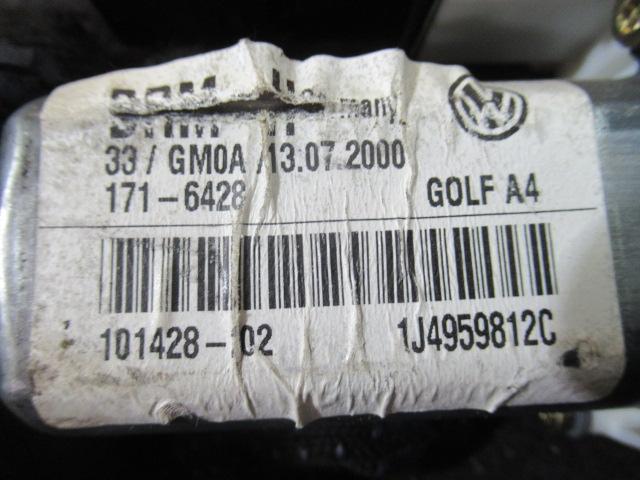 33 / GM0A /13.07.2000
171-6428 GOLF A4
101428-102 1J4959812C